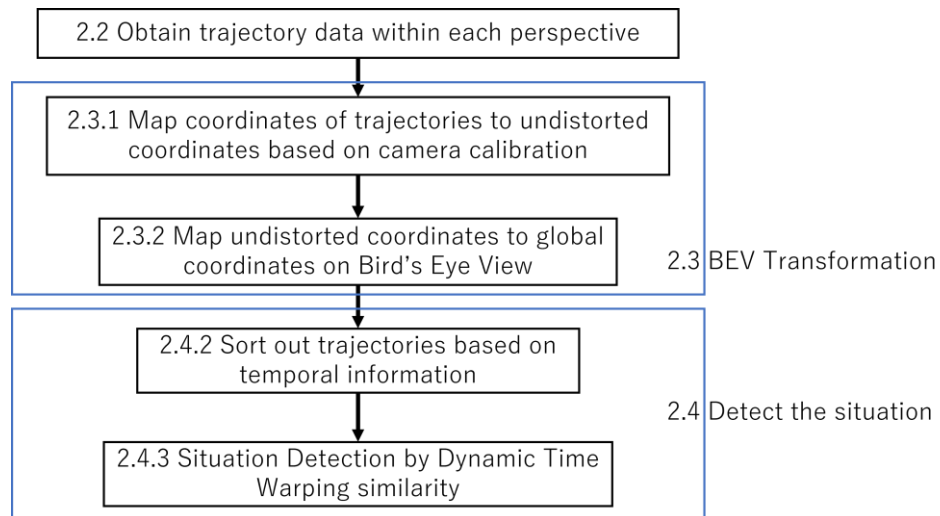 2.2 Obtain trajectory data within each perspective
2.3.1 Map coordinates of trajectories to undistorted
coordinates based on camera calibration
2.3.2 Map undistorted coordinates to global
coordinates on Bird’s Eye View
2.3 BEV Transformation
2.4.2 Sort out trajectories based on
temporal information
2.4 Detect the situation
2.4.3 Situation Detection by Dynamic Time
Warping similarity